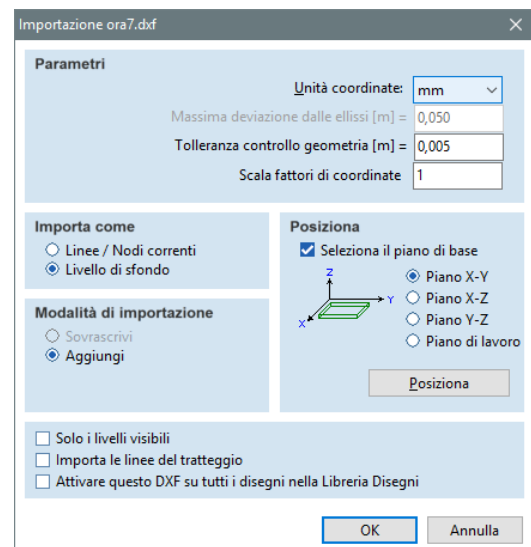 Importazione ora7.dxf
Parametri
Unità coordinate: mm
Massima deviazione dalle ellissi [m] = 0,050
Tolleranza controllo geometria [m] = 0,005
Scala fattori di coordinate 1
Importa come
Linee / Nodi correnti
Livello di sfondo
Modalità di importazione
Sovrascrivi
Aggiungi
Posiziona
Seleziona il piano di base
Z
Y
X
Piano X-Y
Piano X-Z
Piano Y-Z
Piano di lavoro
Posiziona
Solo i livelli visibili
Importa le linee del tratteggio
Attivare questo DXF su tutti i disegni nella Libreria Disegni
OK Annulla